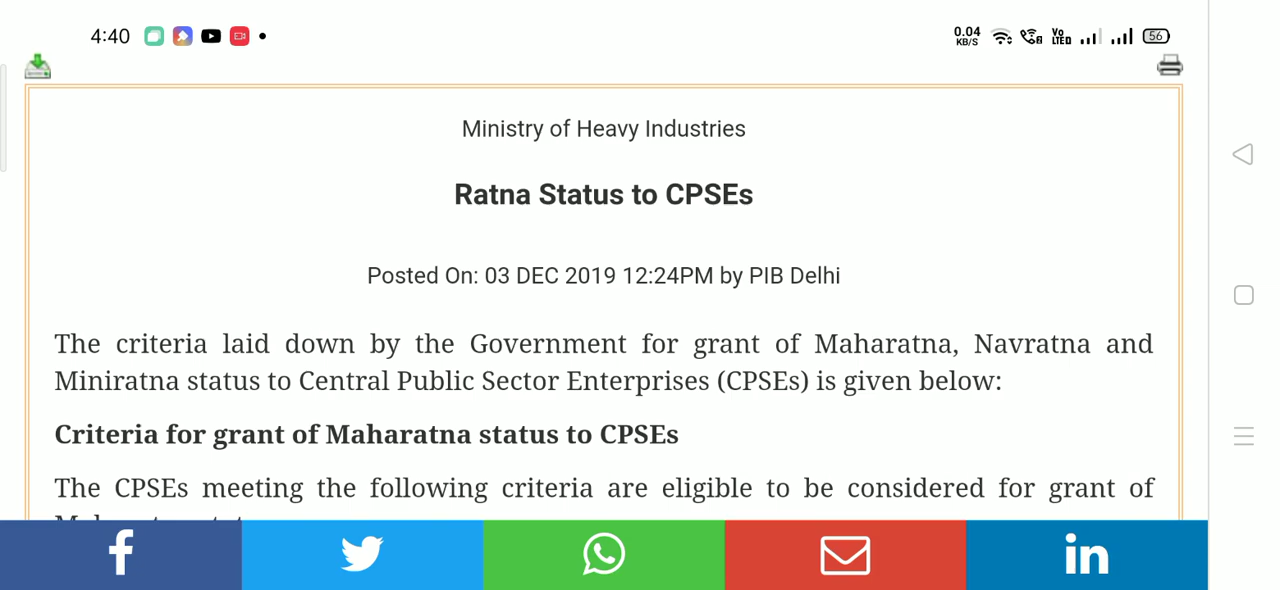 4:40
0.04
KB/S
Vo
LTED
56
Ministry of Heavy Industries
Ratna Status to CPSEs
Posted On: 03 DEC 2019 12:24PM by PIB Delhi
The criteria laid down by the Government for grant of Maharatna, Navratna and
Miniratna status to Central Public Sector Enterprises (CPSEs) is given below:
Criteria for grant of Maharatna status to CPSEs
The CPSEs meeting the following criteria are eligible to be considered for grant of
f
in